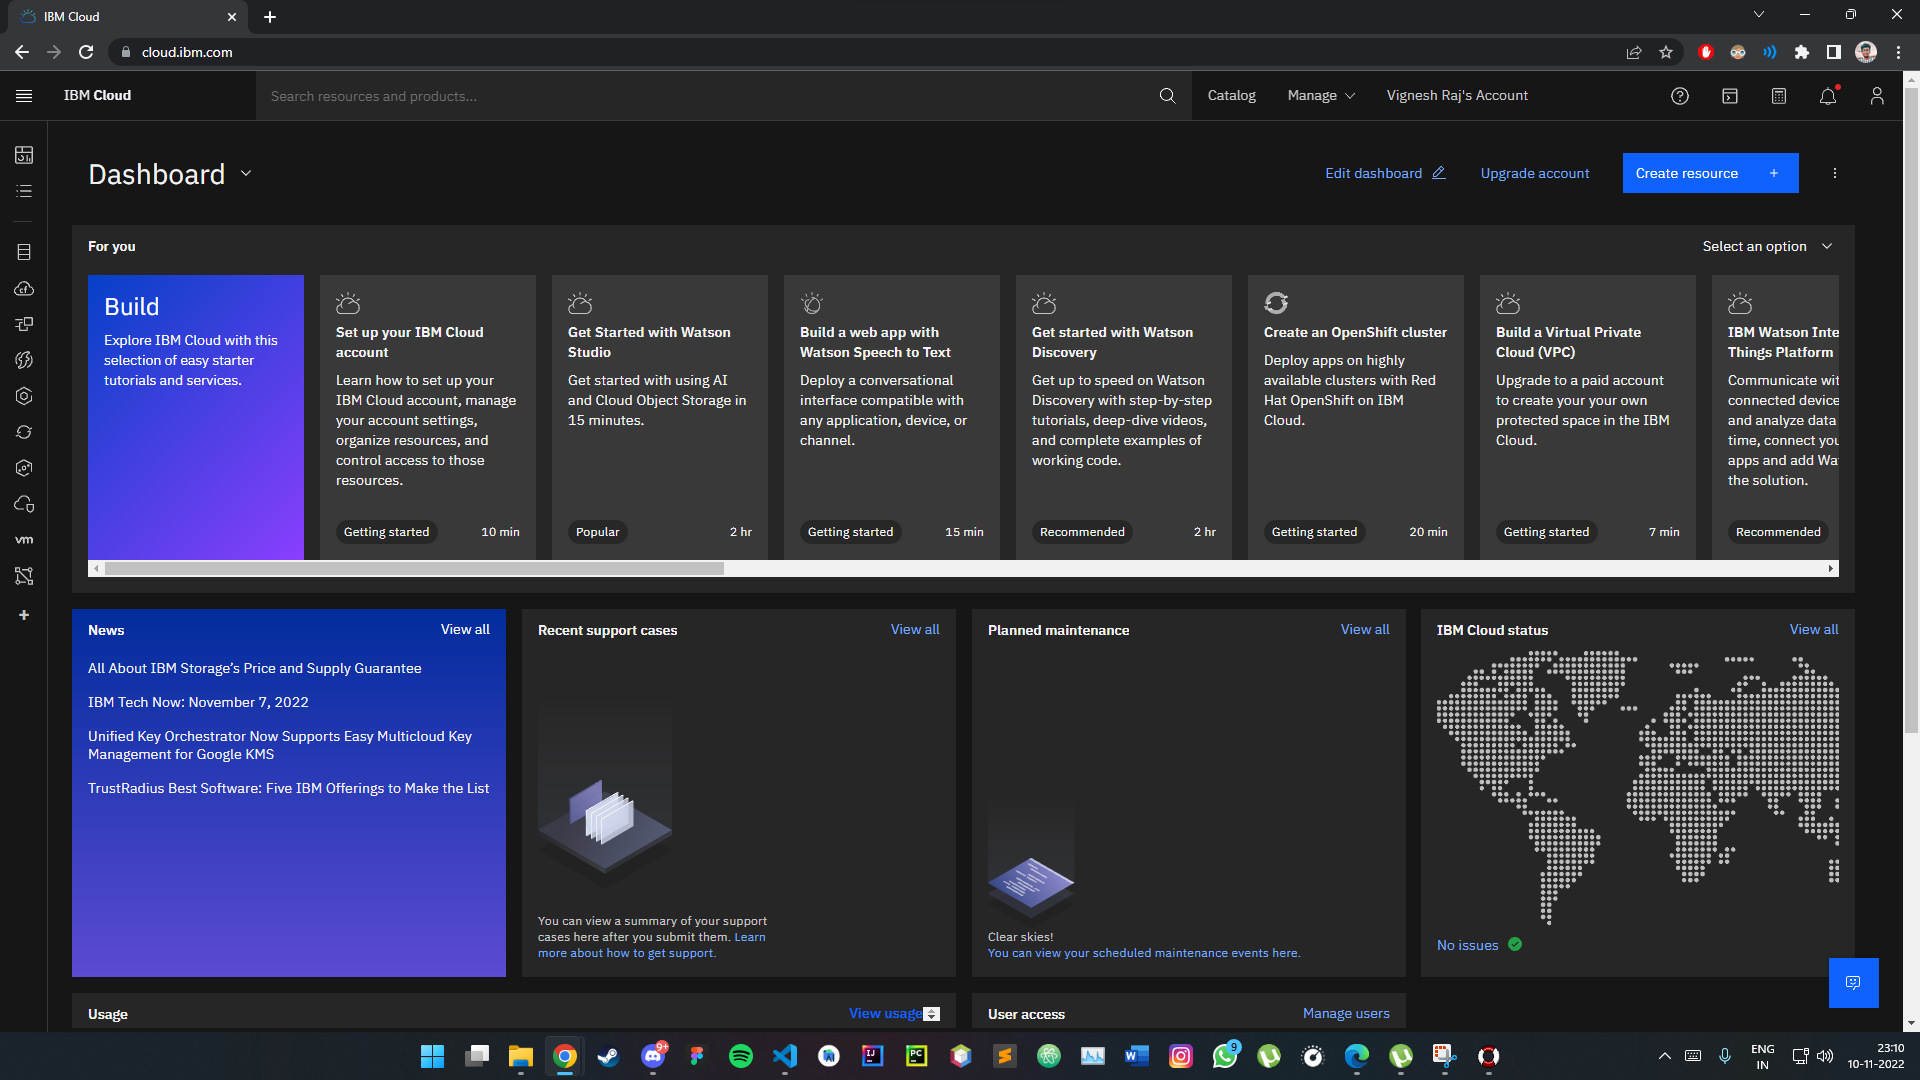 IBM Cloud
cloud.ibm.com
IBM Cloud
Search resources and products...
Catalog
Manage
Vignesh Raj's Account
Dashboard
Edit dashboard
Upgrade account
Create resource +
For you
Select an option
Build
Explore IBM Cloud with this
selection of easy starter
tutorials and services.
Set up your IBM Cloud
account
Learn how to set up your
IBM Cloud account, manage
your account settings,
organize resources, and
control access to those
resources.
Getting started
10 min
Get Started with Watson
Studio
Get started with using AI
and Cloud Object Storage in
15 minutes.
Popular
2 hr
Build a web app with
Watson Speech to Text
Deploy a conversational
interface compatible with
any application, device, or
channel.
Getting started
15 min
Get started with Watson
Discovery
Get up to speed on Watson
Discovery with step-by-step
tutorials, deep-dive videos,
and complete examples of
working code.
Recommended
2 hr
Create an OpenShift cluster
Deploy apps on highly
available clusters with Red
Hat OpenShift on IBM
Cloud.
Getting started
20 min
Build a Virtual Private
Cloud (VPC)
Upgrade to a paid account
to create your your own
protected space in the IBM
Cloud.
Getting started
7 min
IBM Watson Inte
Things Platform
Communicate wit
connected device
and analyze data
time, connect you
apps and add Wa
the solution.
Recommended
vm
News
View all
All About IBM Storage’s Price and Supply Guarantee
IBM Tech Now: November 7, 2022
Unified Key Orchestrator Now Supports Easy Multicloud Key
Management for Google KMS
TrustRadius Best Software: Five IBM Offerings to Make the List
Recent support cases
View all
You can view a summary of your support
cases here after you submit them. Learn
more about how to get support.
Planned maintenance
View all
Clear skies!
You can view your scheduled maintenance events here.
IBM Cloud status
View all
No issues
Usage
View usage
User access
Manage users
9+
IJ
PC
W
9
ENG
IN
23:10
10-11-2022